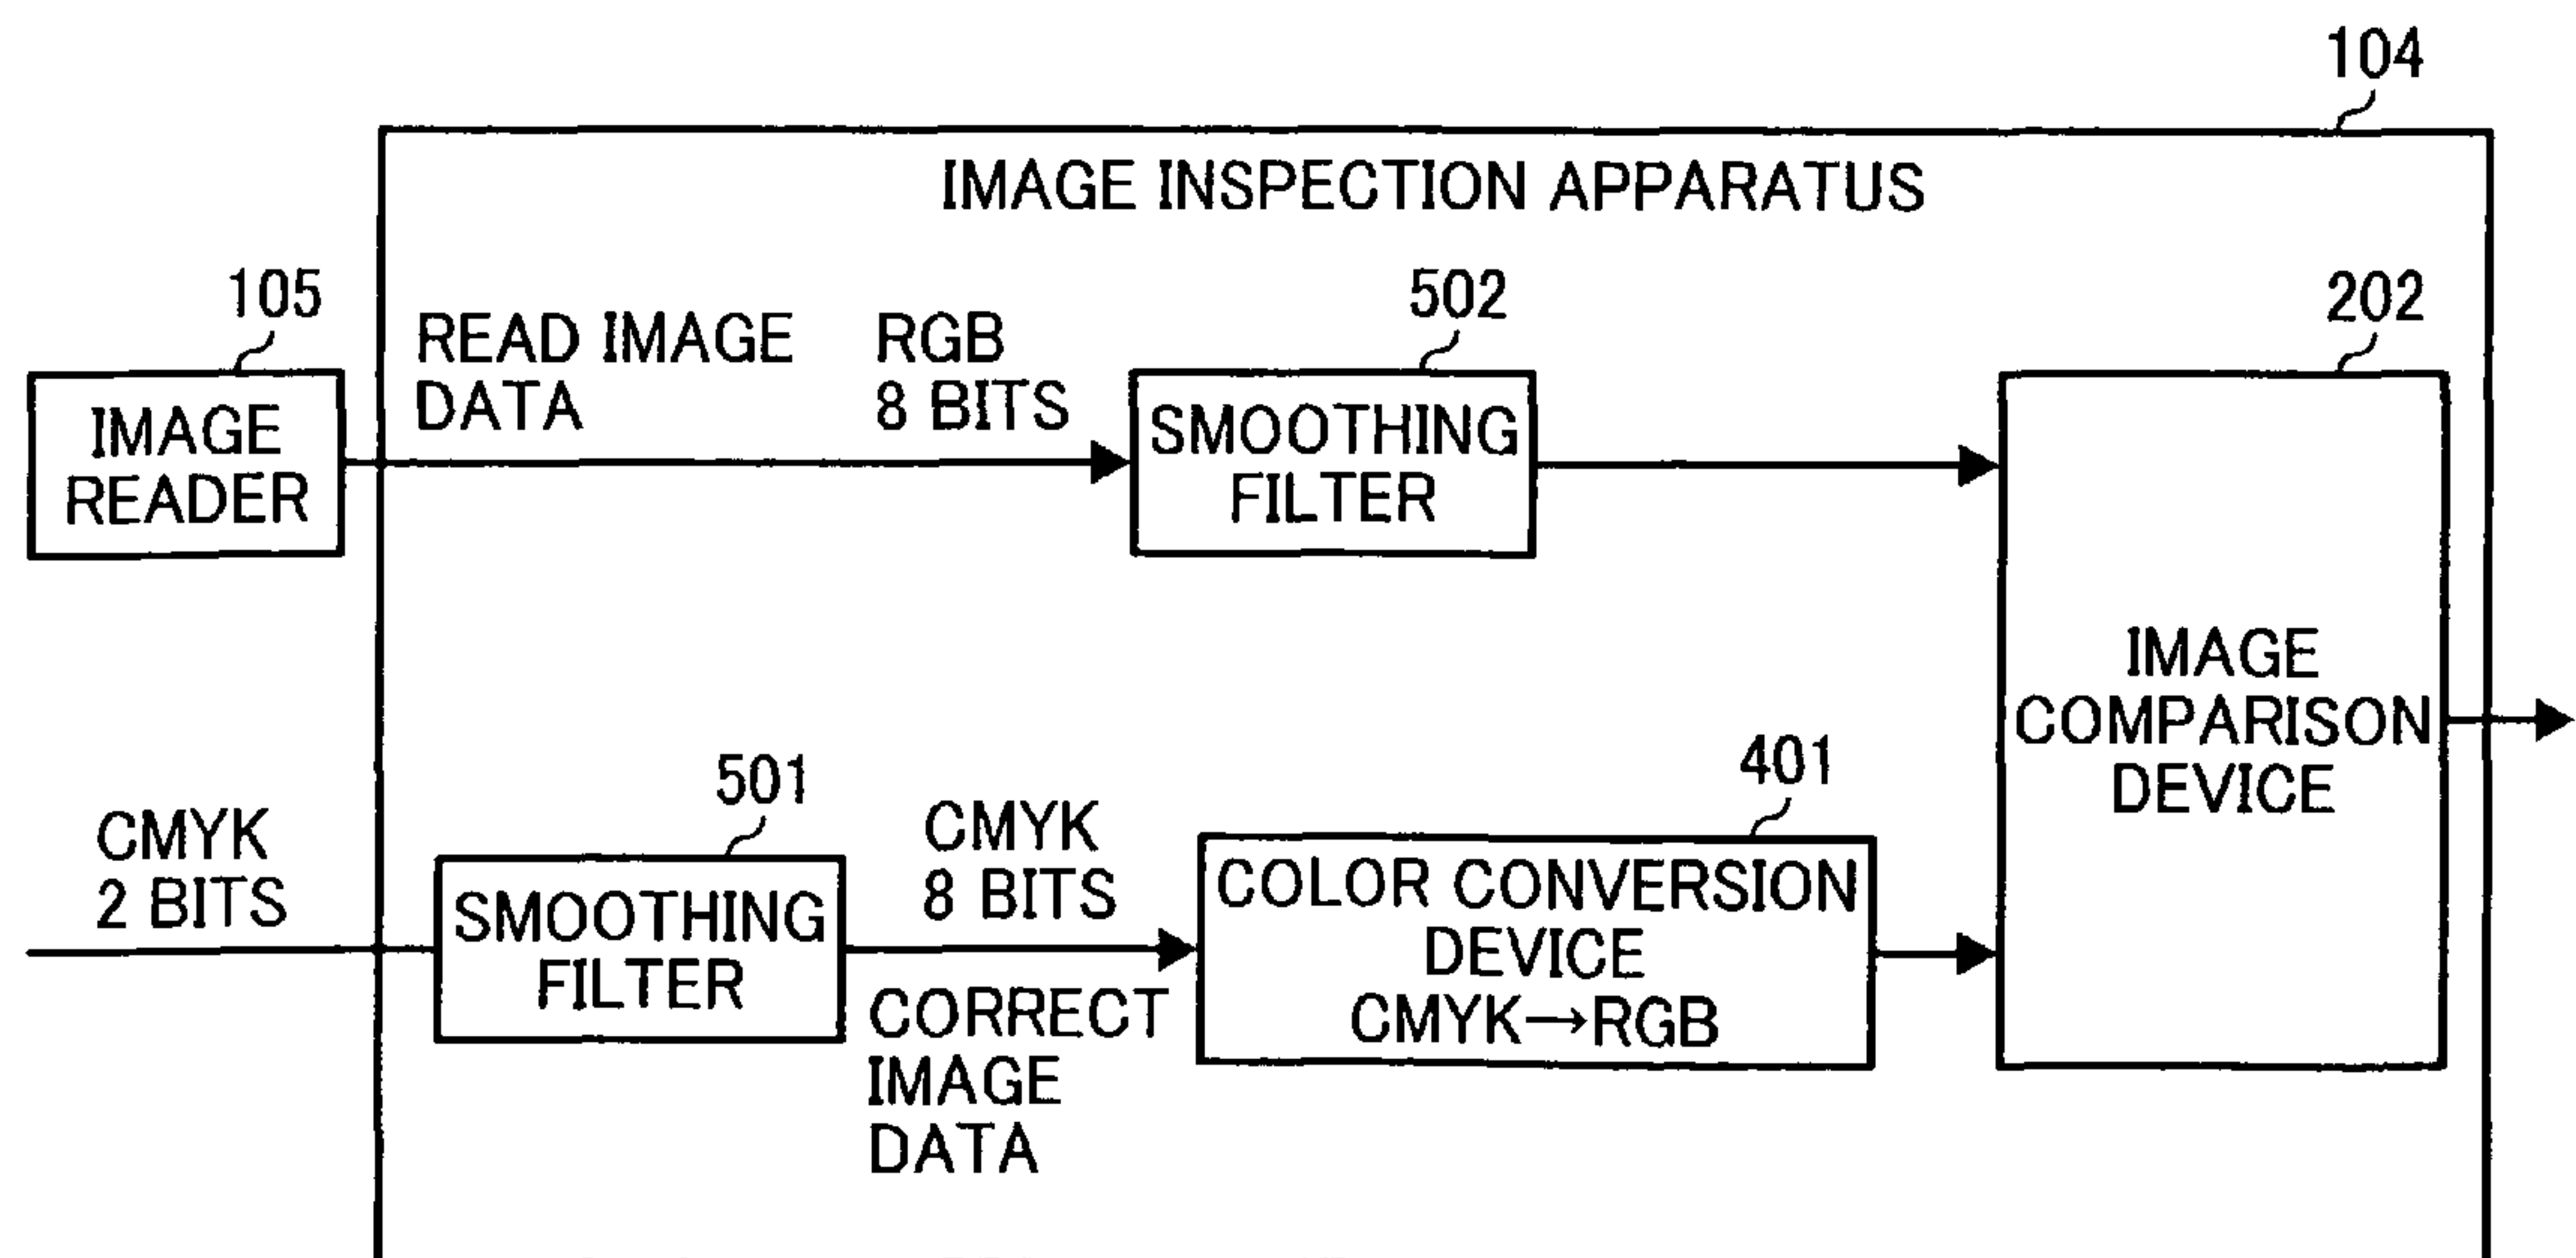 104
IMAGE INSPECTION APPARATUS
105
READ IMAGE
DATA
RGB
8 BITS
502
202
IMAGE
READER
SMOOTHING
FILTER
IMAGE
COMPARISON
DEVICE
CMYK
2 BITS
501
SMOOTHING
FILTER
CMYK
8 BITS
CORRECT
IMAGE
DATA
401
COLOR CONVERSION
DEVICE
CMYK→RGB